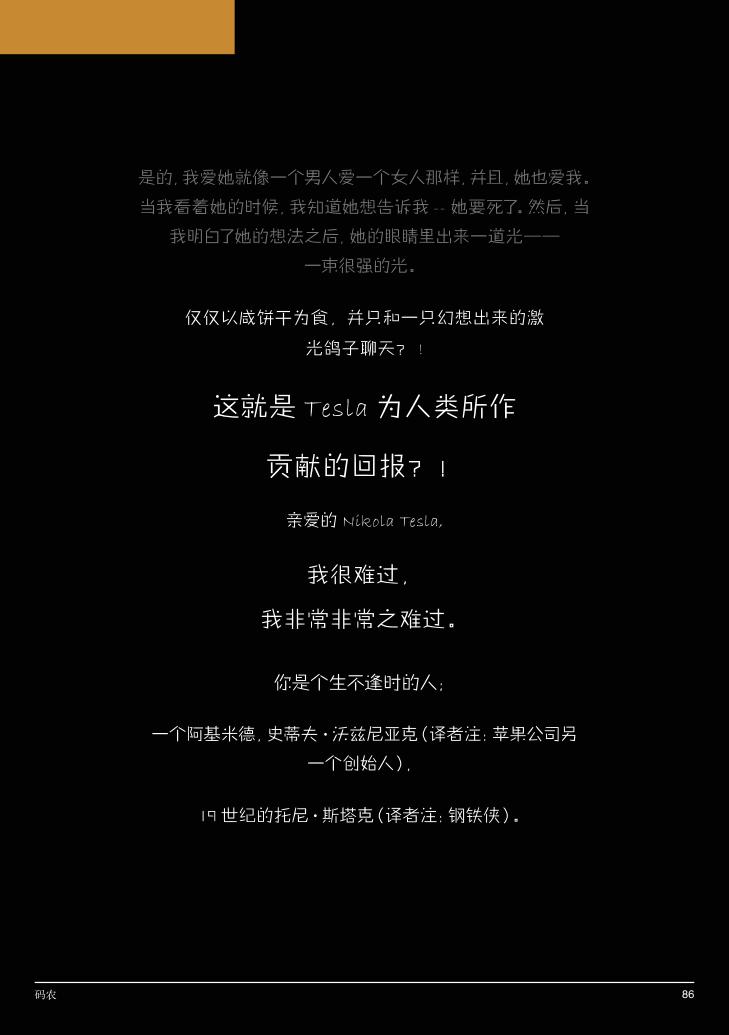 是的, 我爱她就像一个男人爱一个女人那样, 并且, 她也爱我。
当我看着她的时候, 我知道她想告诉我 -- 她要死了。然后, 当
我明白了她的想法之后, 她的眼睛里出来一道光——
一束很强的光。
仅仅以咸饼干为食, 并只和一只幻想出来的激
光鸽子聊天? !
这就是 Tesla 为人类所作
贡献的回报? !
亲爱的 Nikola Tesla,
我很难过,
我非常非常之难过。
你是个生不逢时的人;
一个阿基米德, 史蒂夫·沃兹尼亚克(译者注: 苹果公司另
一个创始人),
19 世纪的托尼·斯塔克(译者注: 钢铁侠)。
码农
86